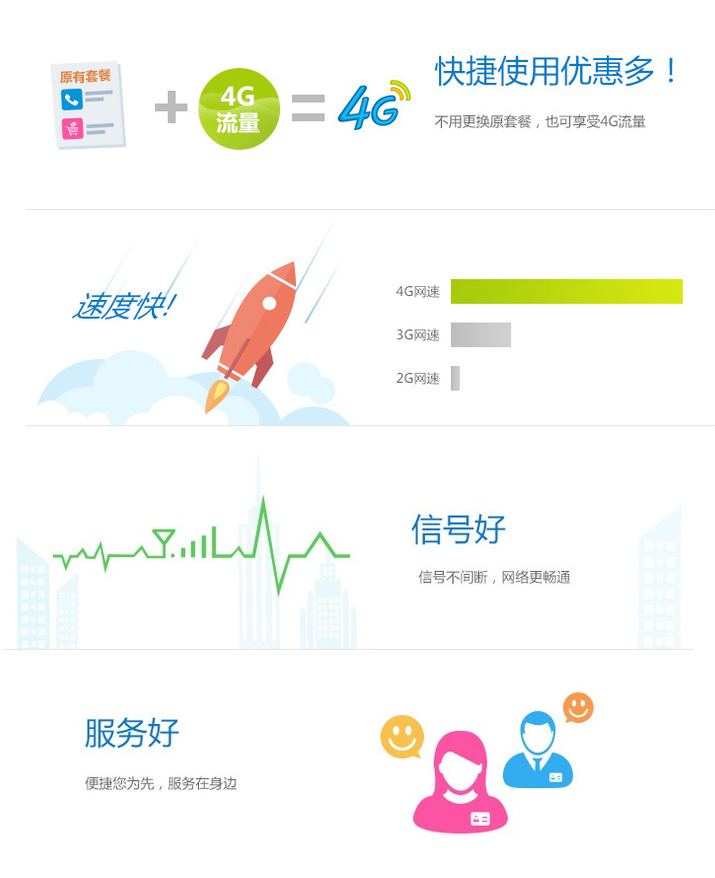 原有套餐
4G
流量
4G
快捷使用优惠多！
不用更换原套餐，也可享受4G流量
速度快!
4G网速
3G网速
2G网速
信号好
信号不间断，网络更畅通
服务好
便捷您为先，服务在身边